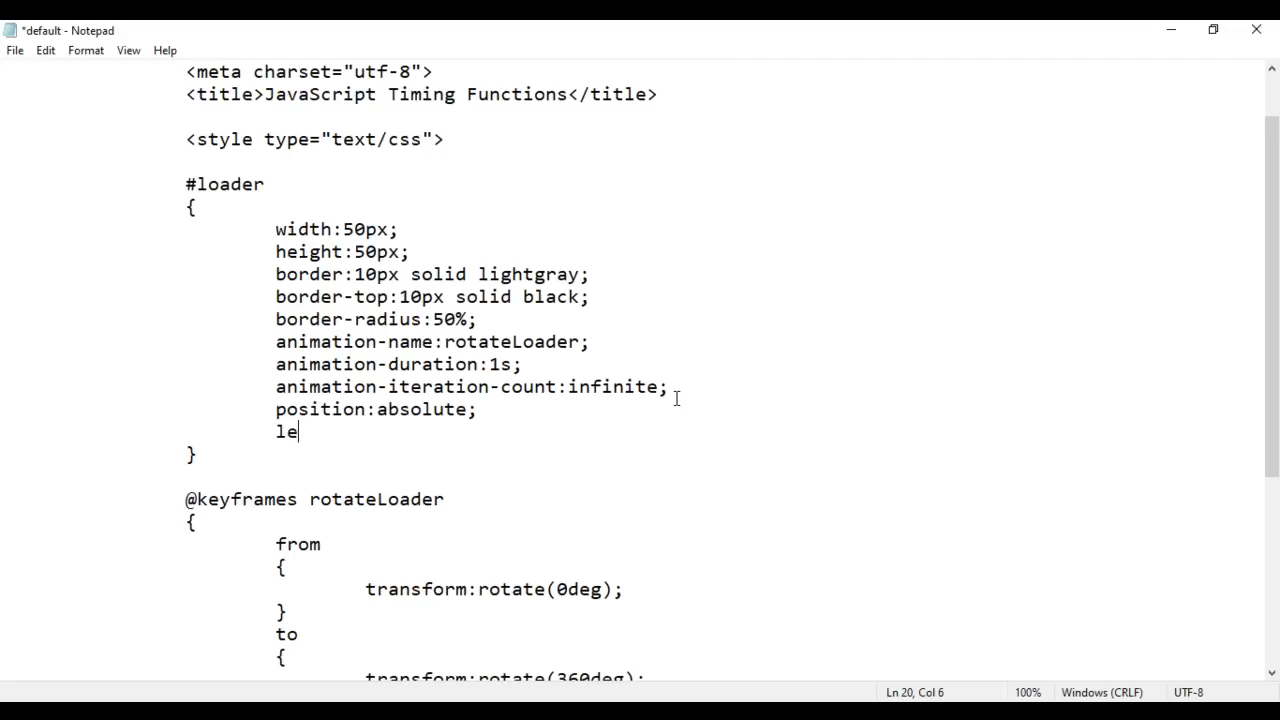 *default - Notepad
File Edit Format View Help
<meta charset="utf-8">
<title>JavaScript Timing Functions</title>
<style type="text/css">
#loader
{
width:50px;
height:50px;
border:10px solid lightgray;
border-top:10px solid black;
border-radius:50%;
animation-name:rotateLoader;
animation-duration:1s;
animation-iteration-count:infinite;
position:absolute;
le
}
@keyframes rotateLoader
{
from
{
transform:rotate(0deg);
}
to
{
transform:rotate(360deg);
Ln 20, Col 6 100% Windows (CRLF) UTF-8